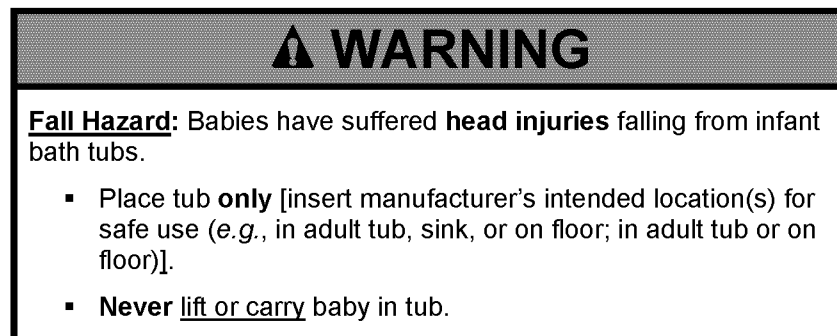 ⚠ WARNING
Fall Hazard: Babies have suffered head injuries falling from infant
bath tubs.
▪ Place tub only [insert manufacturer's intended location(s) for
safe use (e.g., in adult tub, sink, or on floor; in adult tub or on
floor)].
▪ Never lift or carry baby in tub.